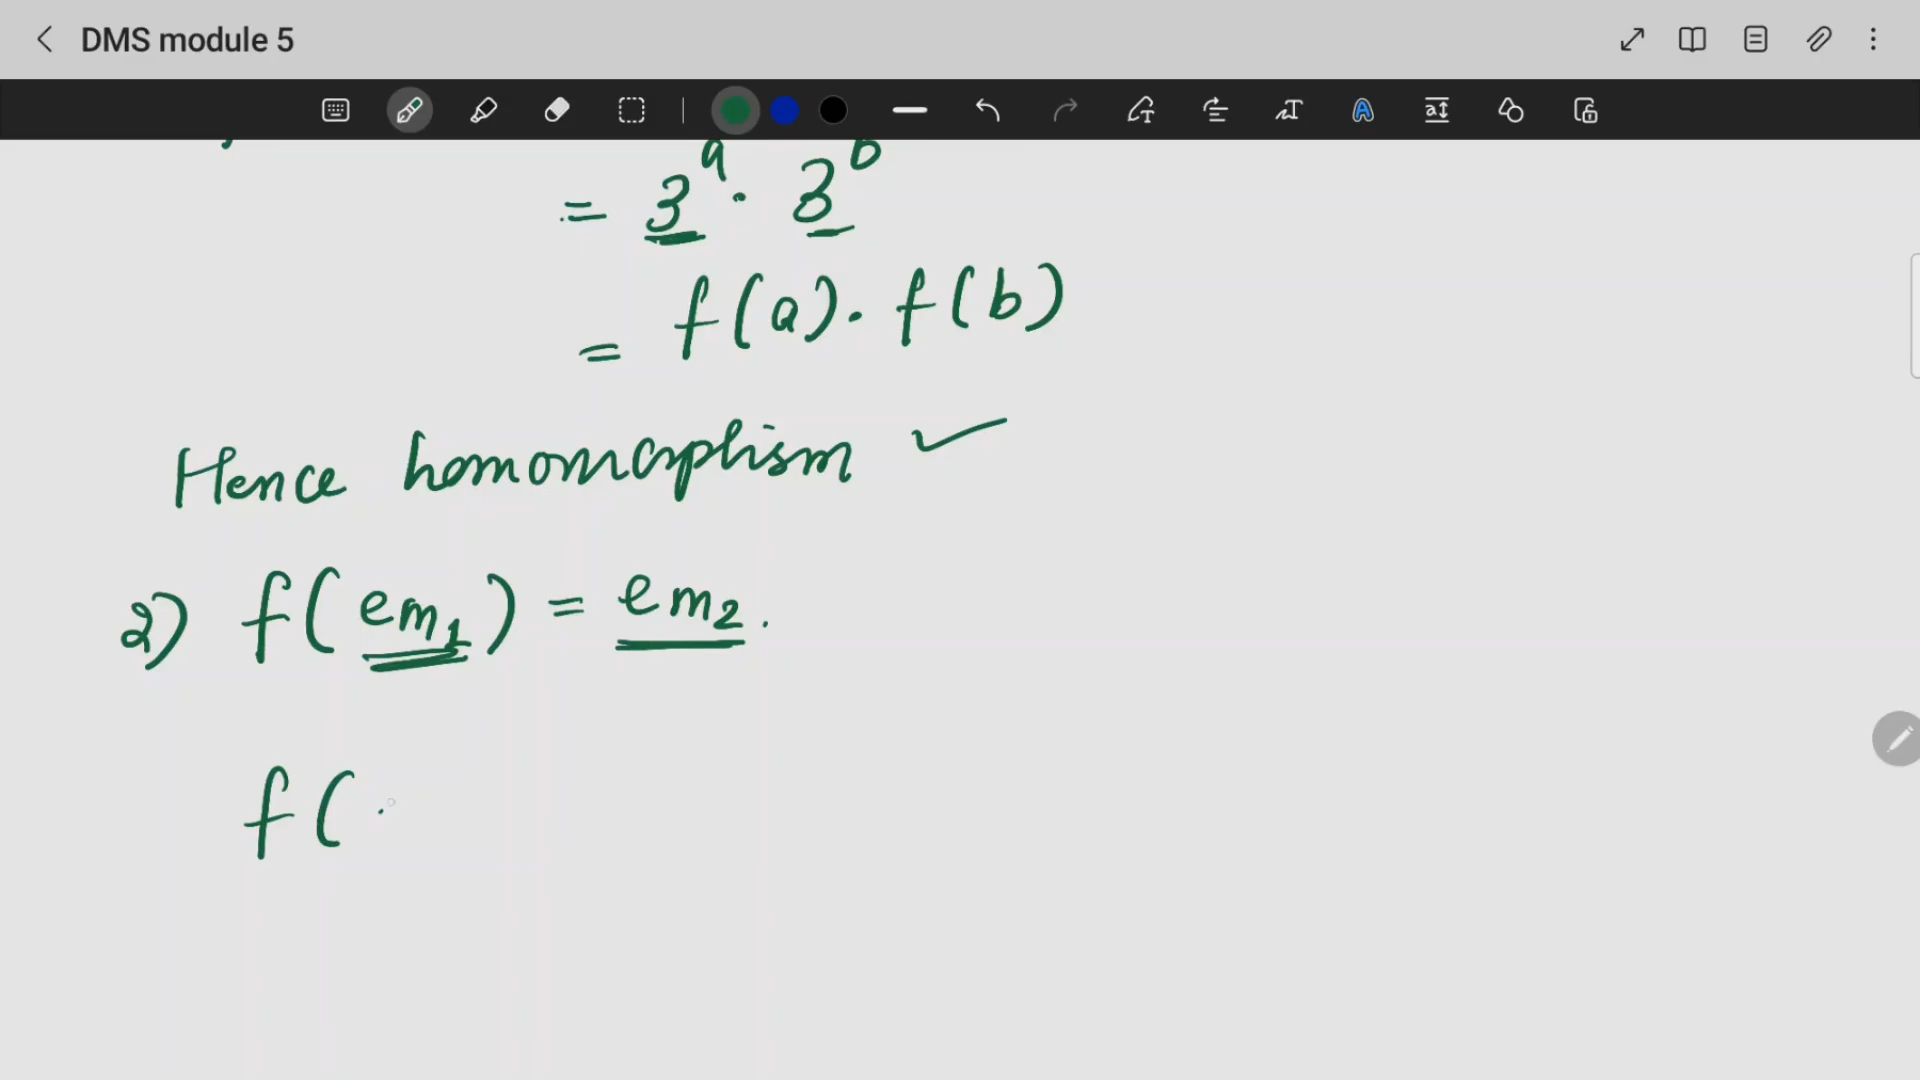 DMS module 5
= 3^a . 3^b
= f(a) . f(b)
Hence homomorphism ✓
2) f(em1) = em2.
f(